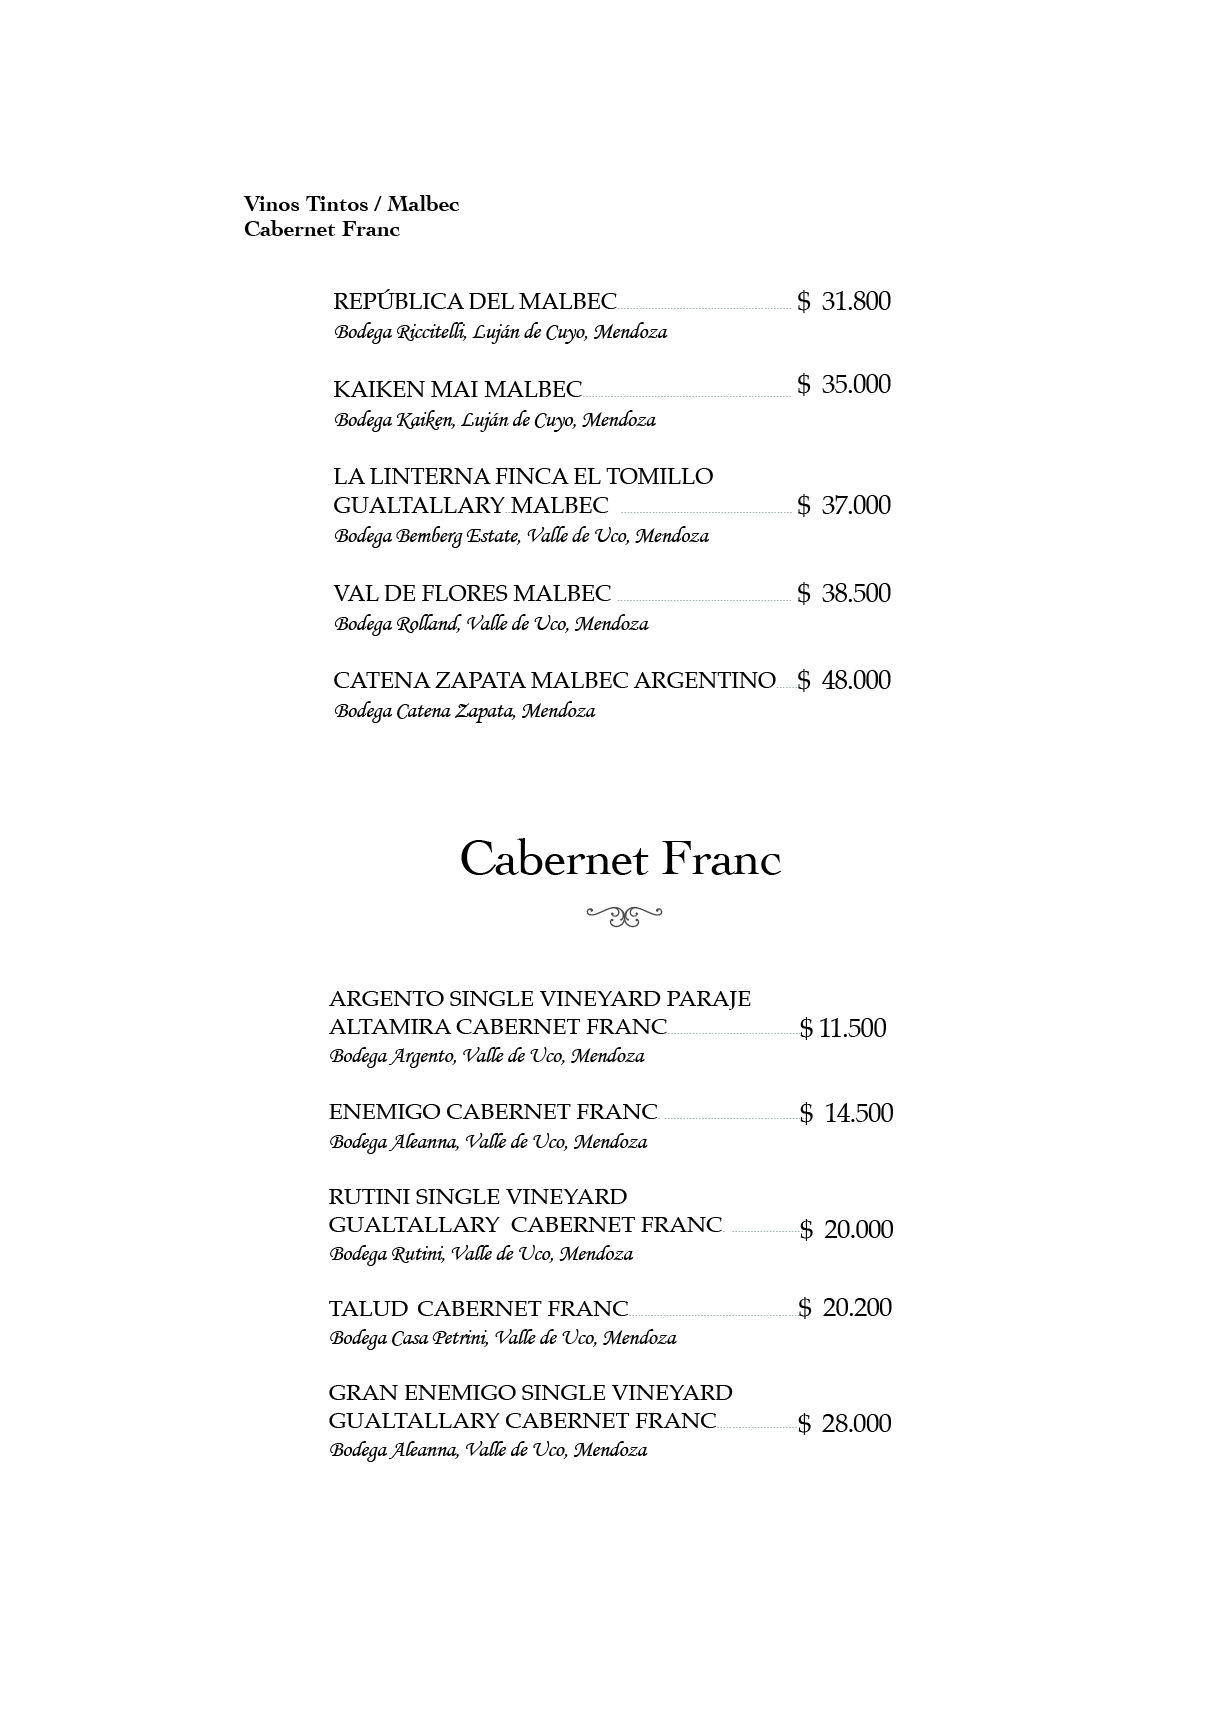 Vinos Tintos / Malbec
Cabernet Franc
REPÚBLICA DEL MALBEC $ 31.800
Bodega Riccitelli, Luján de Cuyo, Mendoza
KAIKEN MAI MALBEC $ 35.000
Bodega Kaiken, Luján de Cuyo, Mendoza
LA LINTERNA FINCA EL TOMILLO
GUALTALLARY MALBEC $ 37.000
Bodega Bemberg Estate, Valle de Uco, Mendoza
VAL DE FLORES MALBEC $ 38.500
Bodega Rolland, Valle de Uco, Mendoza
CATENA ZAPATA MALBEC ARGENTINO $ 48.000
Bodega Catena Zapata, Mendoza
Cabernet Franc
ARGENTO SINGLE VINEYARD PARAJE
ALTAMIRA CABERNET FRANC $ 11.500
Bodega Argento, Valle de Uco, Mendoza
ENEMIGO CABERNET FRANC $ 14.500
Bodega Aleanna, Valle de Uco, Mendoza
RUTINI SINGLE VINEYARD
GUALTALLARY CABERNET FRANC $ 20.000
Bodega Rutini, Valle de Uco, Mendoza
TALUD CABERNET FRANC $ 20.200
Bodega Casa Petrini, Valle de Uco, Mendoza
GRAN ENEMIGO SINGLE VINEYARD
GUALTALLARY CABERNET FRANC $ 28.000
Bodega Aleanna, Valle de Uco, Mendoza